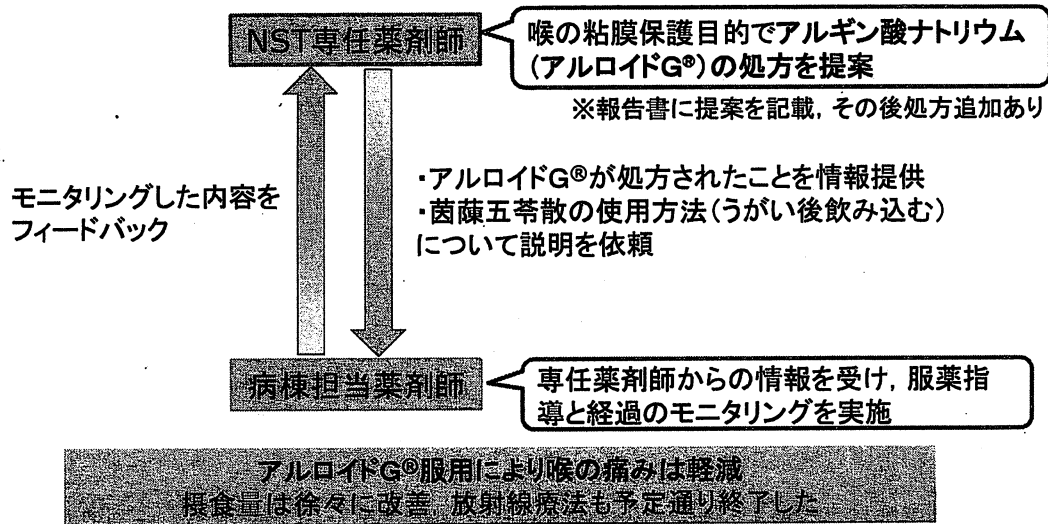 NST専任薬剤師
喉の粘膜保護目的でアルギン酸ナトリウム
(アルロイドG®)の処方を提案
※報告書に提案を記載，その後処方追加あり
モニタリングした内容を
フィードバック
・アルロイドG®が処方されたことを情報提供
・茵蔯五苓散の使用方法(うがい後飲み込む)
について説明を依頼
病棟担当薬剤師
専任薬剤師からの情報を受け，服薬指
導と経過のモニタリングを実施
アルロイドG®服用により喉の痛みは軽減
摂食量は徐々に改善，放射線療法も予定通り終了した